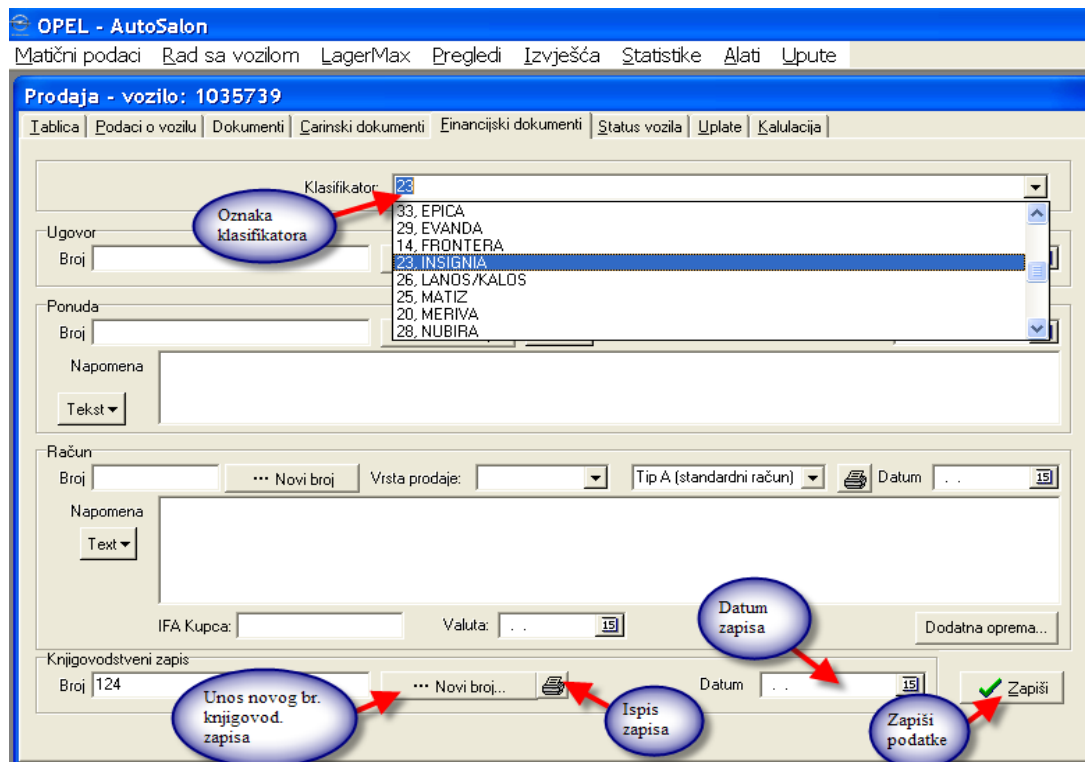 OPEL - AutoSalon
Matični podaci Rad sa vozilom LagerMax Pregledi Izvješća Statistike Alati Upute
Prodaja - vozilo: 1035739
Tablica Podaci o vozilu Dokumenti Carinski dokumenti Financijski dokumenti Status vozila Uplate Kalulacija
Klasifikator: 23
Oznaka
klasifikatora
33, EPICA
29, EVANDA
14, FRONTERA
23, INSIGNIA
26, LANOS/KALOS
25, MATIZ
20, MERIVA
28, NUBIRA
Ugovor
Broj
Ponuda
Broj
Napomena
Tekst
Račun
Broj ... Novi broj Vrsta prodaje: Tip A (standardni račun) Datum . . 15
Napomena
Text
IFA Kupca: Valuta: . . 15 Dodatna oprema...
Datum
zapisa
Knjigovodstveni zapis
Broj 124 ... Novi broj... Datum . . 15 Zapiši
Unos novog br.
knjigovod.
zapisa
Ispis
zapisa
Zapiši
podatke